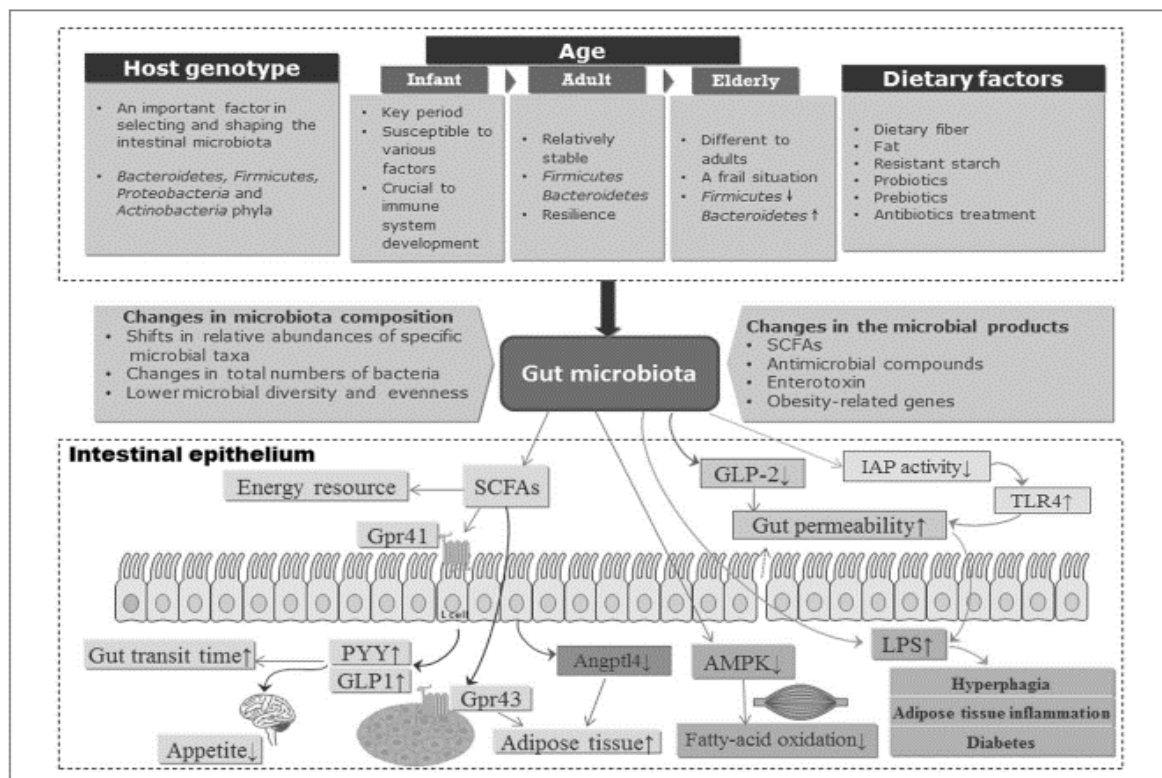 Host genotype
• An important factor in
selecting and shaping the
intestinal microbiota
• Bacteroidetes, Firmicutes,
Proteobacteria and
Actinobacteria phyla
Age
Infant
• Key period
• Susceptible to
various
factors
• Crucial to
immune
system
development
Adult
• Relatively
stable
• Firmicutes
Bacteroidetes
• Resilience
Elderly
• Different to
adults
• A frail situation
• Firmicutes ↓
Bacteroidetes ↑
Dietary factors
• Dietary fiber
• Fat
• Resistant starch
• Probiotics
• Prebiotics
• Antibiotics treatment
Changes in microbiota composition
• Shifts in relative abundances of specific
microbial taxa
• Changes in total numbers of bacteria
• Lower microbial diversity and evenness
Gut microbiota
Changes in the microbial products
• SCFAs
• Antimicrobial compounds
• Enterotoxin
• Obesity-related genes
Intestinal epithelium
Energy resource
SCFAs
GLP-2↓
IAP activity↓
TLR4↑
Gut permeability↑
Gpr41
L cell
Gut transit time↑
PYY↑
GLP1↑
Angptl4↓
AMPK↓
LPS↑
Gpr43
Hyperphagia
Adipose tissue inflammation
Diabetes
Appetite↓
Adipose tissue↑
Fatty-acid oxidation↓